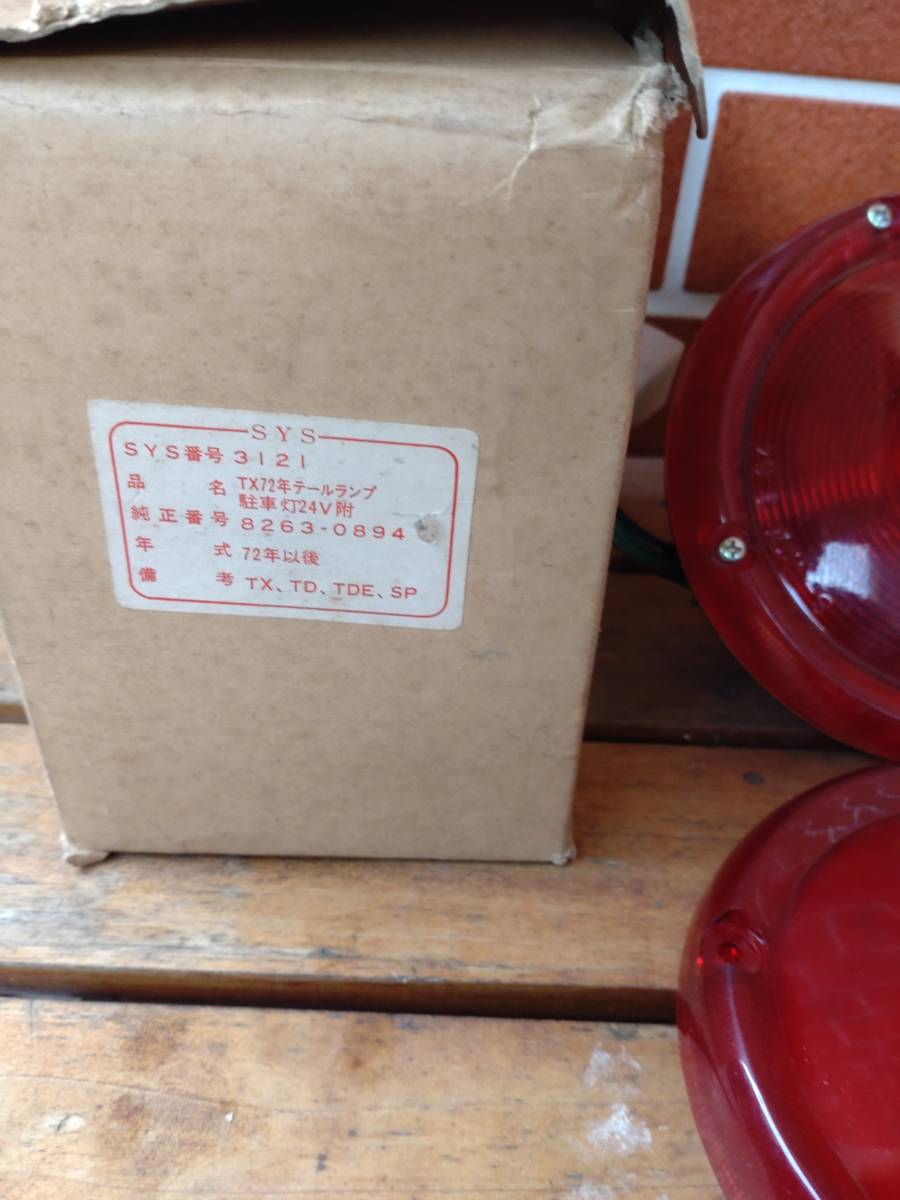 SYS
SYS番号 3121
品名 TX72年テールランプ
駐車灯24V附
純正番号 8263-0894
年式 72年以後
備考 TX、TD、TDE、SP